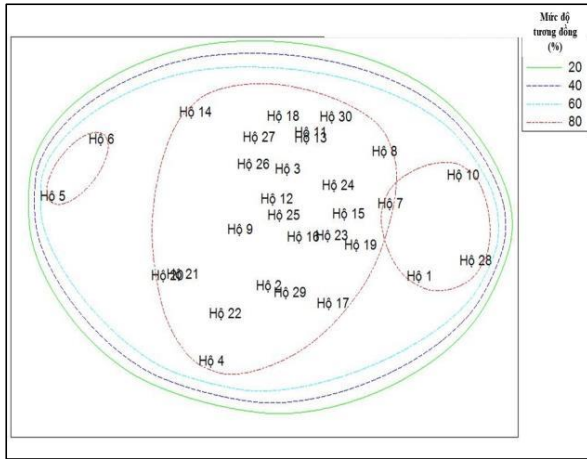 Mức độ
tương đồng
(%)
20
40
60
80
Hộ 14
Hộ 18
Hộ 30
Hộ 11
Hộ 13
Hộ 27
Hộ 6
Hộ 8
Hộ 26
Hộ 3
Hộ 10
Hộ 24
Hộ 5
Hộ 12
Hộ 7
Hộ 25
Hộ 15
Hộ 9
Hộ 16
Hộ 23
Hộ 19
Hộ 28
Hộ 20
Hộ 21
Hộ 1
Hộ 2
Hộ 29
Hộ 17
Hộ 22
Hộ 4